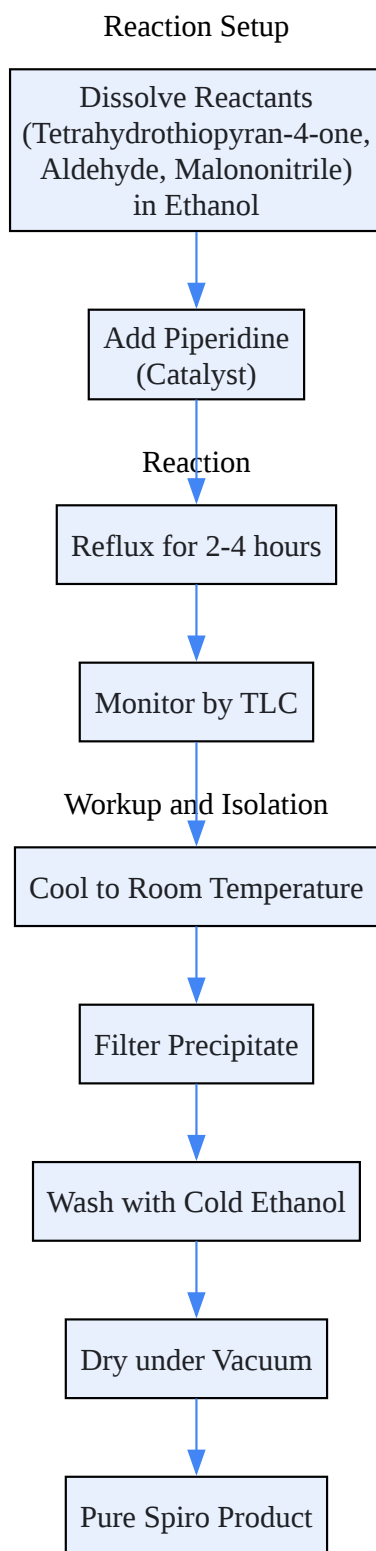 Reaction Setup
Dissolve Reactants
(Tetrahydrothiopyran-4-one,
Aldehyde, Malononitrile)
in Ethanol
Add Piperidine
(Catalyst)
Reaction
Reflux for 2-4 hours
Monitor by TLC
Workup and Isolation
Cool to Room Temperature
Filter Precipitate
Wash with Cold Ethanol
Dry under Vacuum
Pure Spiro Product